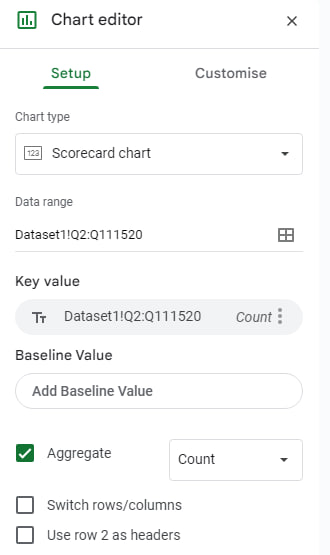 Chart editor
Setup Customise
Chart type
123 Scorecard chart
Data range
Dataset1!Q2:Q111520
Key value
Tт Dataset1!Q2:Q111520 Count
Baseline Value
Add Baseline Value
Aggregate Count
Switch rows/columns
Use row 2 as headers